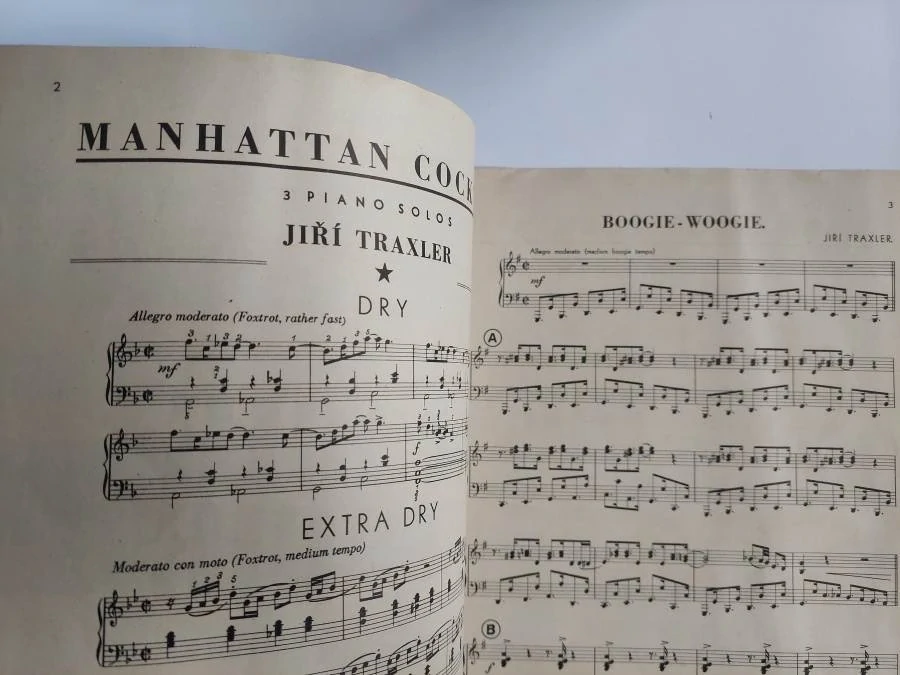 2
MANHATTAN COCK
3 PIANO SOLOS
JIŘÍ TRAXLER
DRY
Allegro moderato (Foxtrot, rather fast)
mf
f
EXTRA DRY
Moderato con moto (Foxtrot, medium tempo)
3
BOOGIE-WOOGIE.
JIŘÍ TRAXLER.
Allegro moderato (medium boogie tempo)
mf
A
B
f